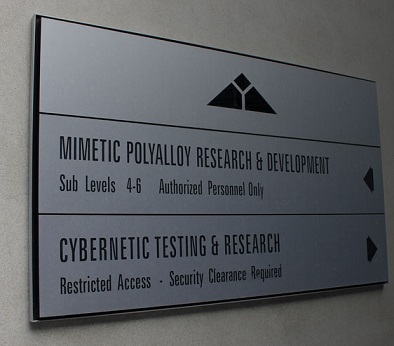 MIMETIC POLYALLOY RESEARCH & DEVELOPMENT
Sub Levels 4-6 Authorized Personnel Only
CYBERNETIC TESTING & RESEARCH
Restricted Access - Security Clearance Required